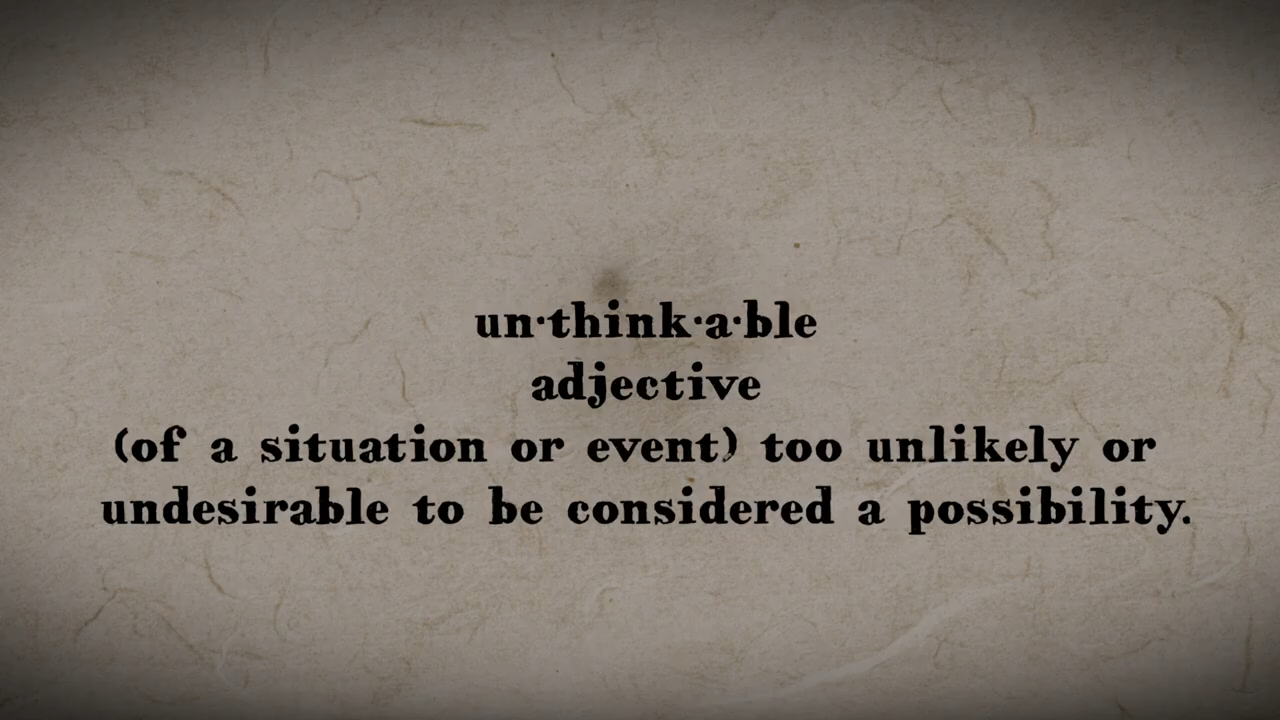 un·think·a·ble
adjective
(of a situation or event) too unlikely or
undesirable to be considered a possibility.